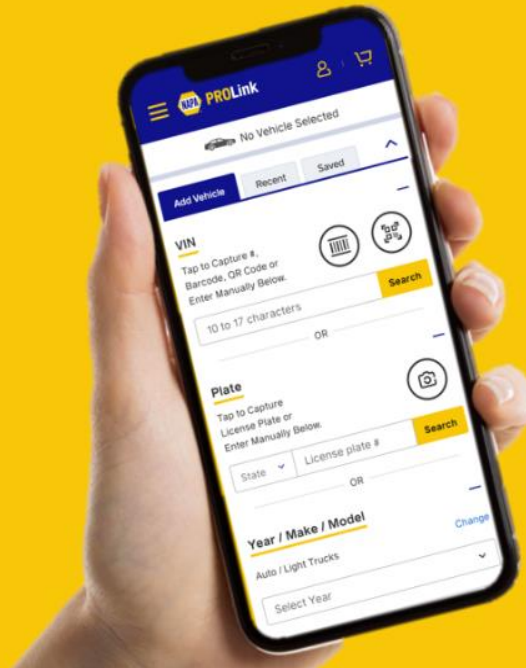 NAPA PROLink
No Vehicle Selected
Add Vehicle Recent Saved
VIN
Tap to Capture #,
Barcode, QR Code or
Enter Manually Below.
10 to 17 characters Search
OR
Plate
Tap to Capture
License Plate or
Enter Manually Below.
State License plate # Search
OR
Year / Make / Model
Auto / Light Trucks Change
Select Year